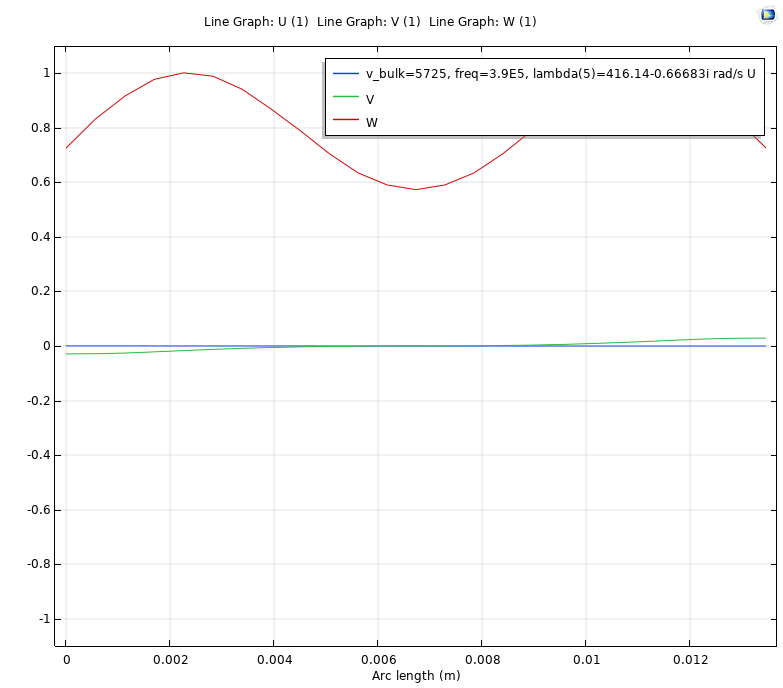 Line Graph: U (1)  Line Graph: V (1)  Line Graph: W (1)
v_bulk=5725, freq=3.9E5, lambda(5)=416.14-0.66683i rad/s U
V
W
1
0.8
0.6
0.4
0.2
0
-0.2
-0.4
-0.6
-0.8
-1
0 0.002 0.004 0.006 0.008 0.01 0.012
Arc length (m)